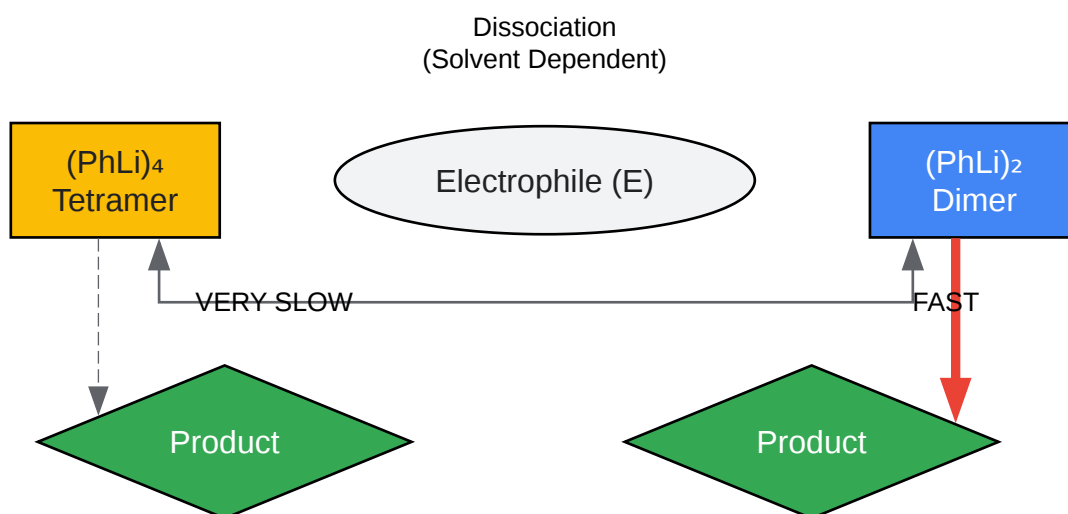 Dissociation
(Solvent Dependent)
(PhLi)₄
Tetramer
Electrophile (E)
(PhLi)₂
Dimer
VERY SLOW
FAST
Product
Product